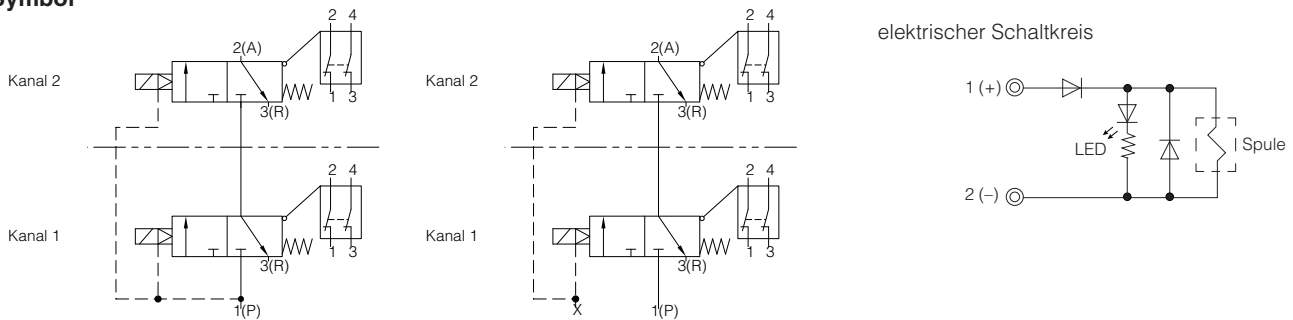 Symbol
2 4
2(A)
Kanal 2
1 3
3(R)
2 4
Kanal 1
1 3
3(R)
1(P)
2 4
2(A)
Kanal 2
1 3
3(R)
2 4
Kanal 1
1 3
3(R)
X
1(P)
elektrischer Schaltkreis
1 (+)
LED
Spule
2 (–)